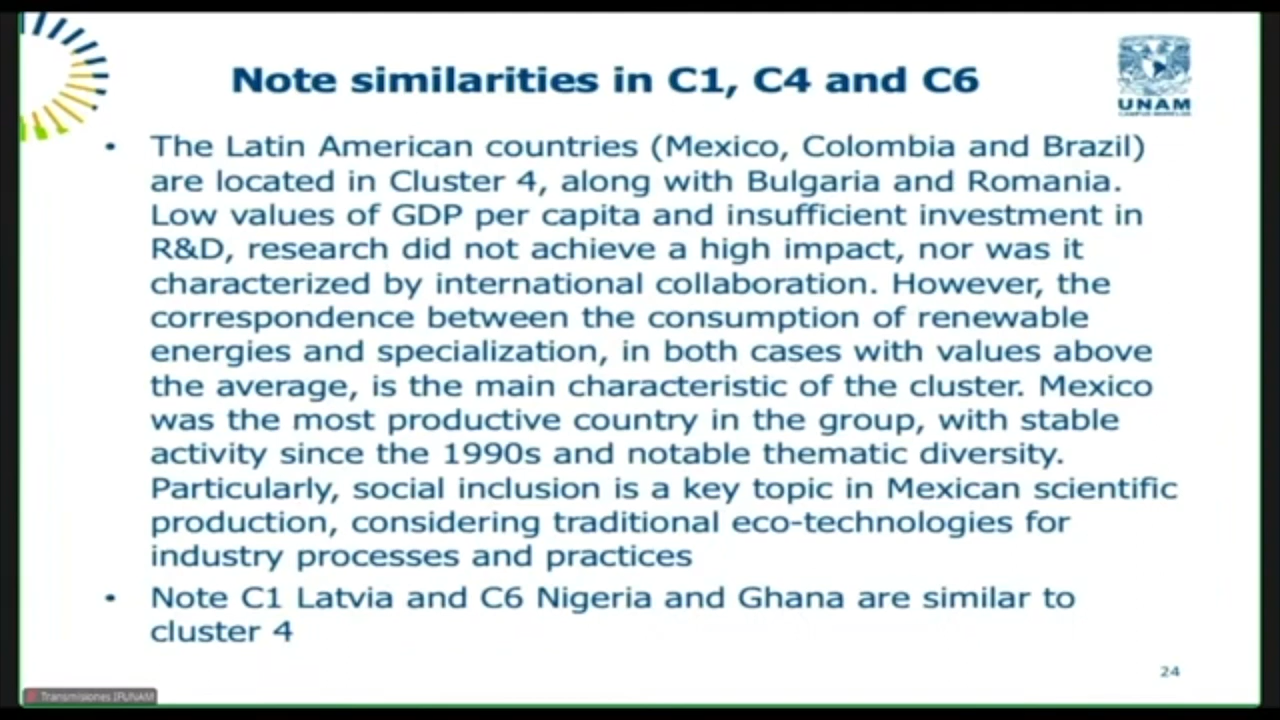 Note similarities in C1, C4 and C6
UNAM
• The Latin American countries (Mexico, Colombia and Brazil)
are located in Cluster 4, along with Bulgaria and Romania.
Low values of GDP per capita and insufficient investment in
R&D, research did not achieve a high impact, nor was it
characterized by international collaboration. However, the
correspondence between the consumption of renewable
energies and specialization, in both cases with values above
the average, is the main characteristic of the cluster. Mexico
was the most productive country in the group, with stable
activity since the 1990s and notable thematic diversity.
Particularly, social inclusion is a key topic in Mexican scientific
production, considering traditional eco-technologies for
industry processes and practices
• Note C1 Latvia and C6 Nigeria and Ghana are similar to
cluster 4
24
Transmisiones IFUNAM